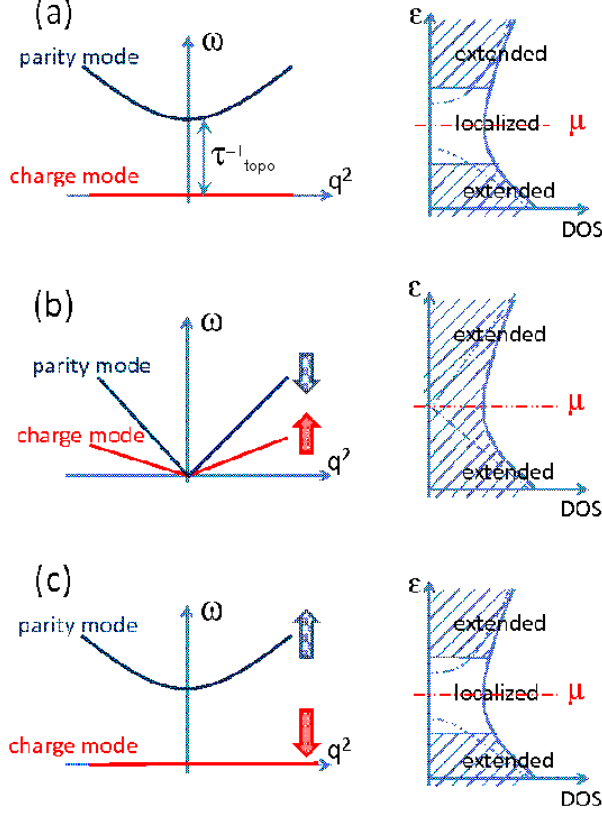 (a)
ω
parity mode
τ⁻¹topo
charge mode
q²
ε
extended
localized
μ
extended
DOS
(b)
ω
parity mode
charge mode
q²
ε
extended
μ
extended
DOS
(c)
ω
parity mode
charge mode
q²
ε
extended
localized
μ
extended
DOS